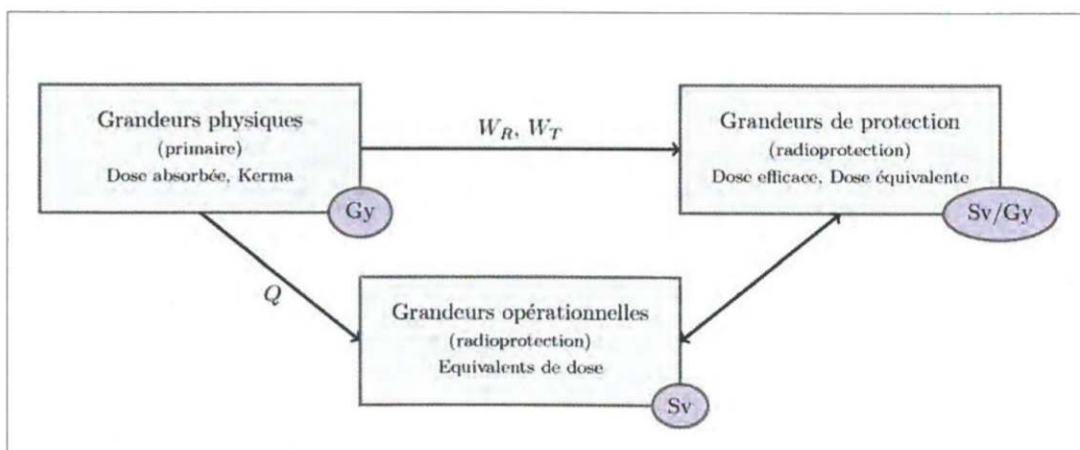 Grandeurs physiques
(primaire)
Dose absorbée, Kerma
Gy
W_R, W_T
Grandeurs de protection
(radioprotection)
Dose efficace, Dose équivalente
Sv/Gy
Q
Grandeurs opérationnelles
(radioprotection)
Equivalents de dose
Sv